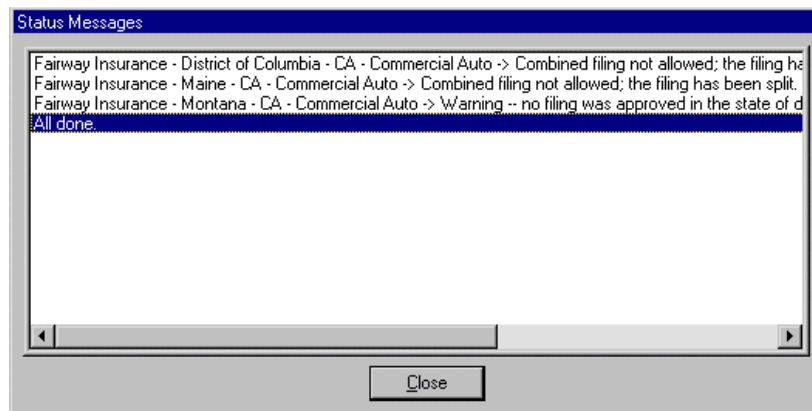 Status Messages
Fairway Insurance - District of Columbia - CA - Commercial Auto -> Combined filing not allowed; the filing ha
Fairway Insurance - Maine - CA - Commercial Auto -> Combined filing not allowed; the filing has been split.
Fairway Insurance - Montana - CA - Commercial Auto -> Warning -- no filing was approved in the state of d
All done.
Close